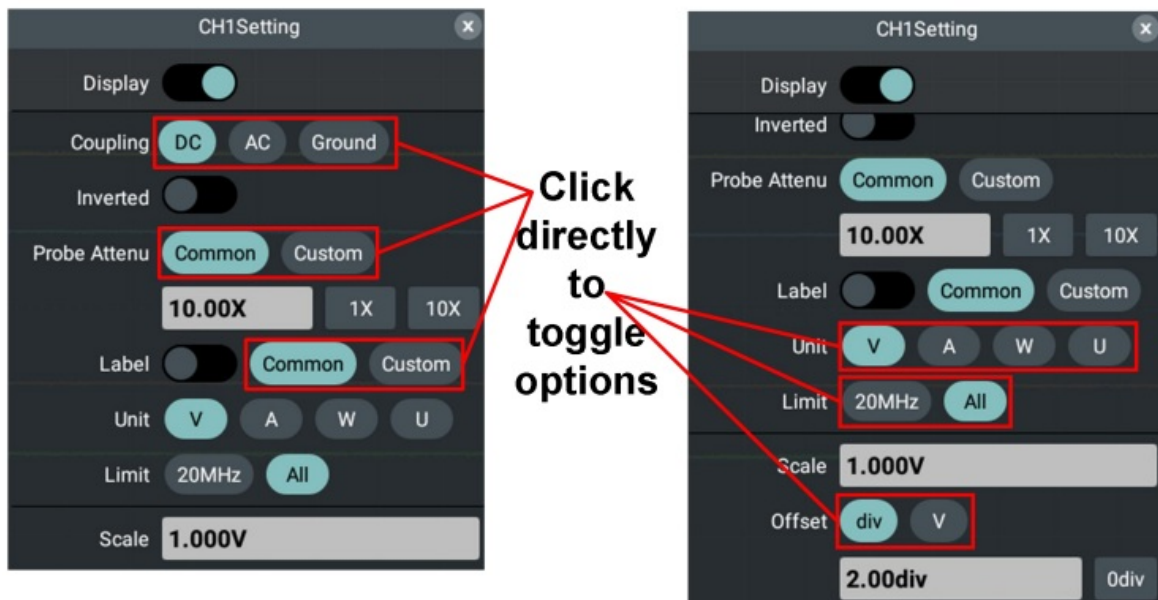 CH1Setting x
Display
Coupling DC AC Ground
Inverted
Probe Attenu Common Custom
10.00X 1X 10X
Label Common Custom
Unit V A W U
Limit 20MHz All
Scale 1.000V
Click
directly
to
toggle
options
CH1Setting x
Display
Inverted
Probe Attenu Common Custom
10.00X 1X 10X
Label Common Custom
Unit V A W U
Limit 20MHz All
Scale 1.000V
Offset div V
2.00div 0div